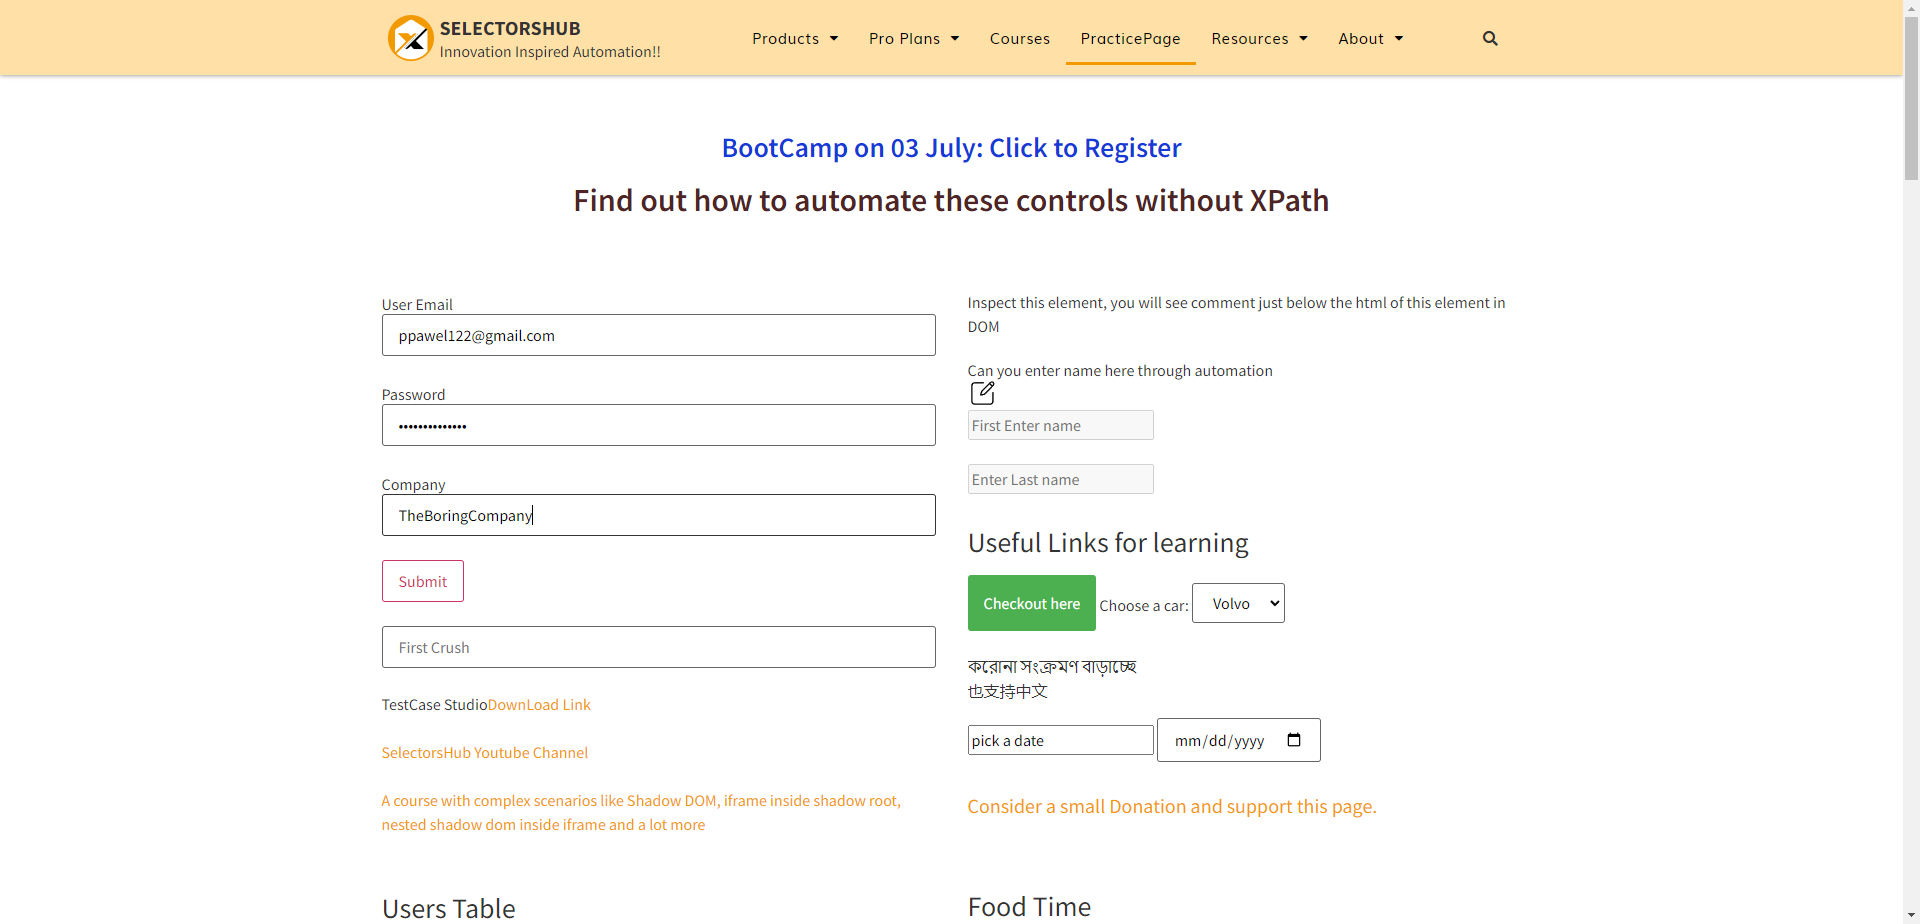 SELECTORSHUB
Innovation Inspired Automation!!
Products
Pro Plans
Courses
PracticePage
Resources
About
BootCamp on 03 July: Click to Register
Find out how to automate these controls without XPath
User Email
ppawel122@gmail.com
Password
••••••••••••••
Company
TheBoringCompany
Submit
First Crush
TestCase StudioDownLoad Link
SelectorsHub Youtube Channel
A course with complex scenarios like Shadow DOM, iframe inside shadow root,
nested shadow dom inside iframe and a lot more
Users Table
Inspect this element, you will see comment just below the html of this element in
DOM
Can you enter name here through automation
First Enter name
Enter Last name
Useful Links for learning
Checkout here Choose a car: Volvo
করোনা সংক্রমণ বাড়াচ্ছে
也支持中文
pick a date mm/dd/yyyy
Consider a small Donation and support this page.
Food Time